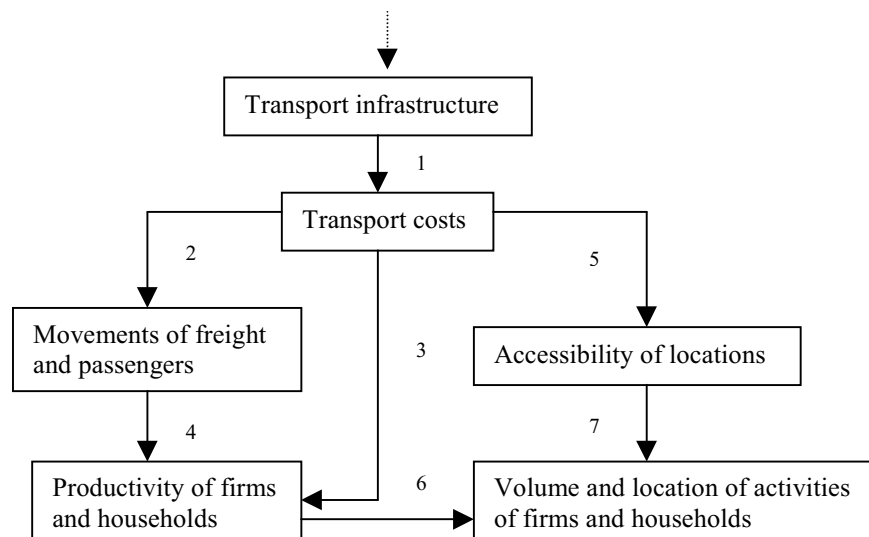 Transport infrastructure
1
Transport costs
2
5
Movements of freight
and passengers
3
Accessibility of locations
4
7
Productivity of firms
and households
6
Volume and location of activities
of firms and households